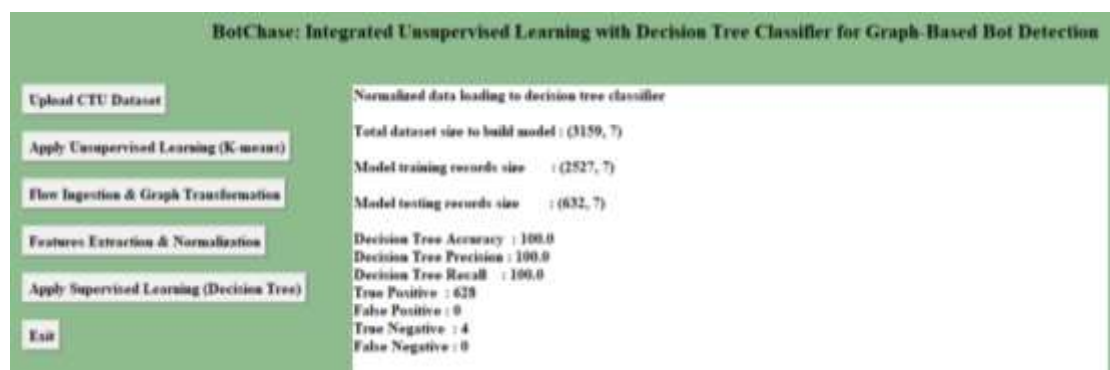 BotChase: Integrated Unsupervised Learning with Decision Tree Classifier for Graph-Based Bot Detection
Upload CTU Dataset
Apply Unsupervised Learning (K-means)
Flow Ingestion & Graph Transformation
Features Extraction & Normalization
Apply Supervised Learning (Decision Tree)
Exit
Normalized data loading to decision tree classifier
Total dataset size to build model : (3159, 7)
Model training records size : (2527, 7)
Model testing records size : (632, 7)
Decision Tree Accuracy : 100.0
Decision Tree Precision : 100.0
Decision Tree Recall : 100.0
True Positive : 628
False Positive : 0
True Negative : 4
False Negative : 0